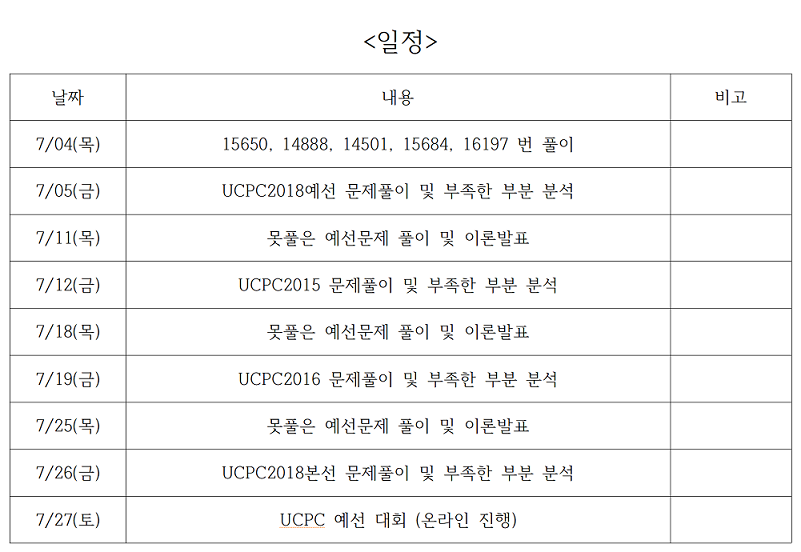 <일정>
날짜 내용 비고
7/04(목) 15650, 14888, 14501, 15684, 16197 번 풀이
7/05(금) UCPC2018예선 문제풀이 및 부족한 부분 분석
7/11(목) 못풀은 예선문제 풀이 및 이론발표
7/12(금) UCPC2015 문제풀이 및 부족한 부분 분석
7/18(목) 못풀은 예선문제 풀이 및 이론발표
7/19(금) UCPC2016 문제풀이 및 부족한 부분 분석
7/25(목) 못풀은 예선문제 풀이 및 이론발표
7/26(금) UCPC2018본선 문제풀이 및 부족한 부분 분석
7/27(토) UCPC 예선 대회 (온라인 진행)